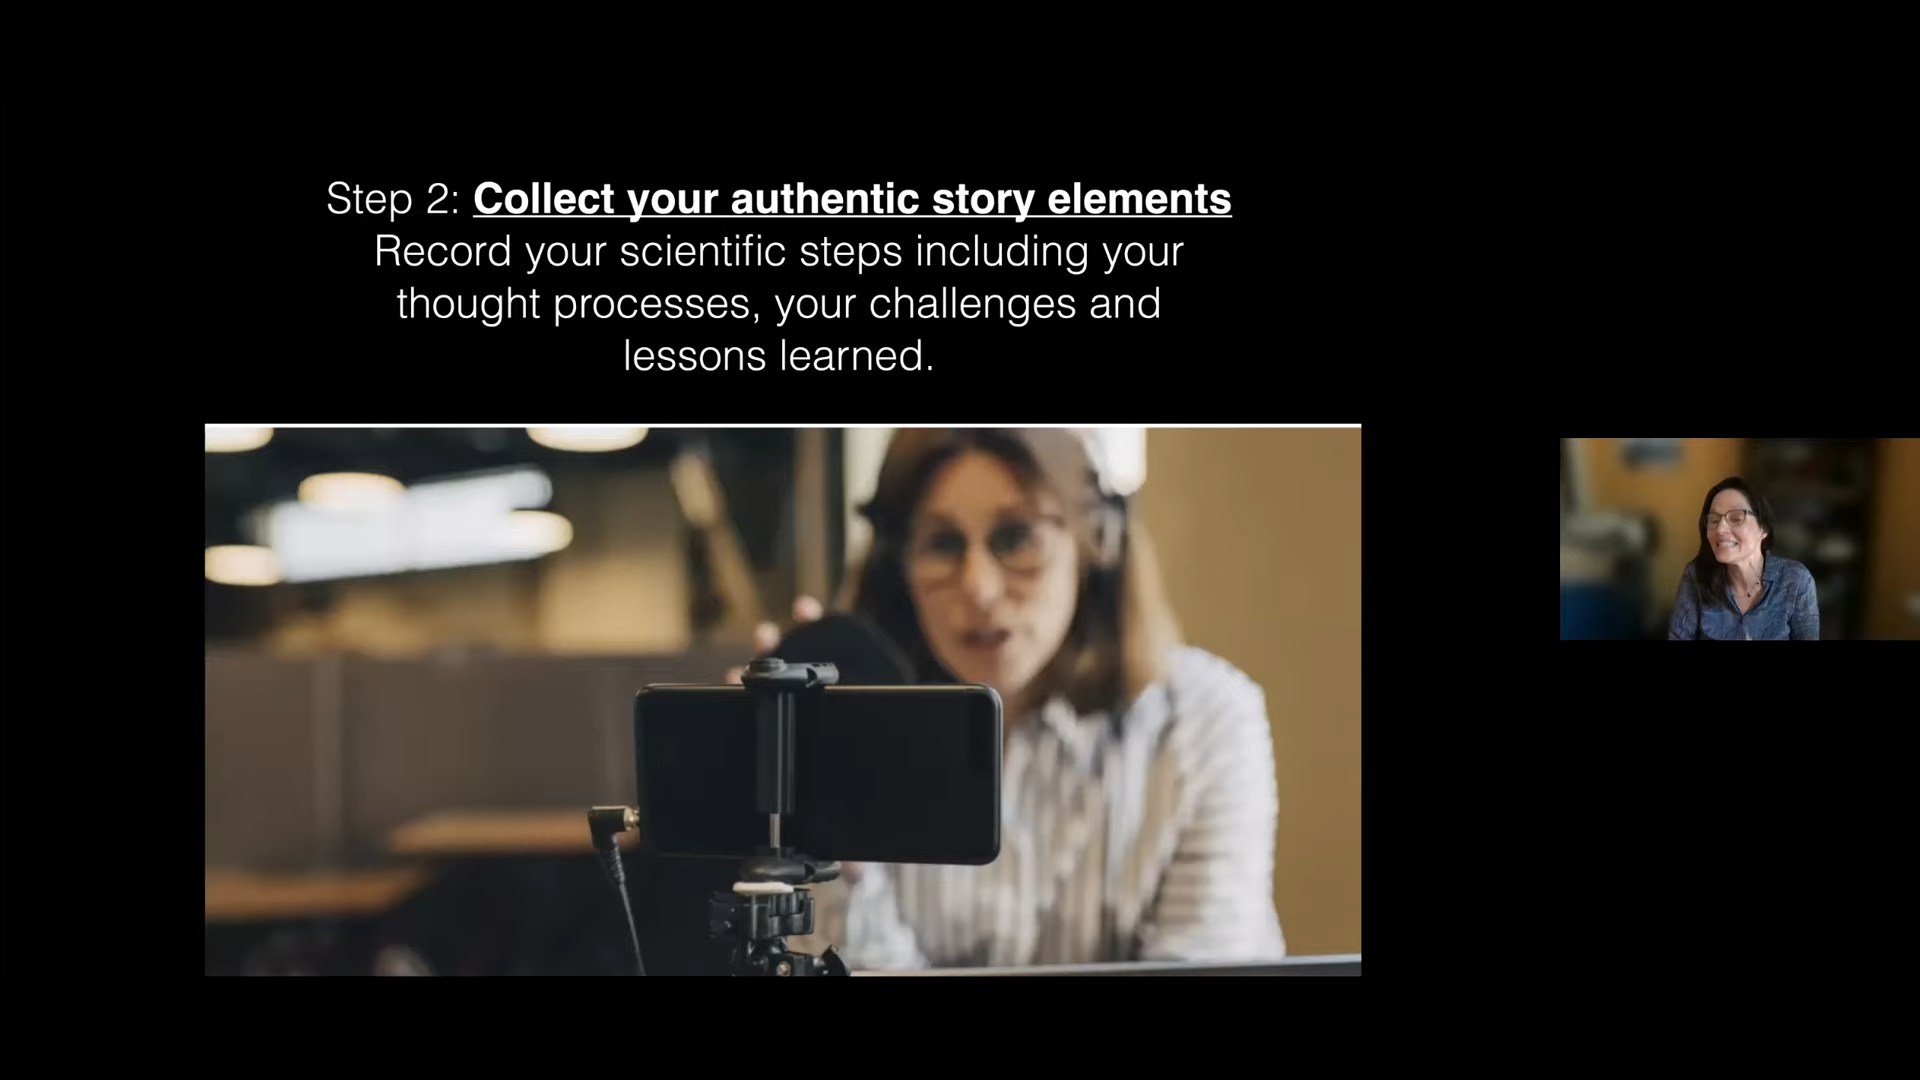 Step 2: Collect your authentic story elements
Record your scientific steps including your
thought processes, your challenges and
lessons learned.